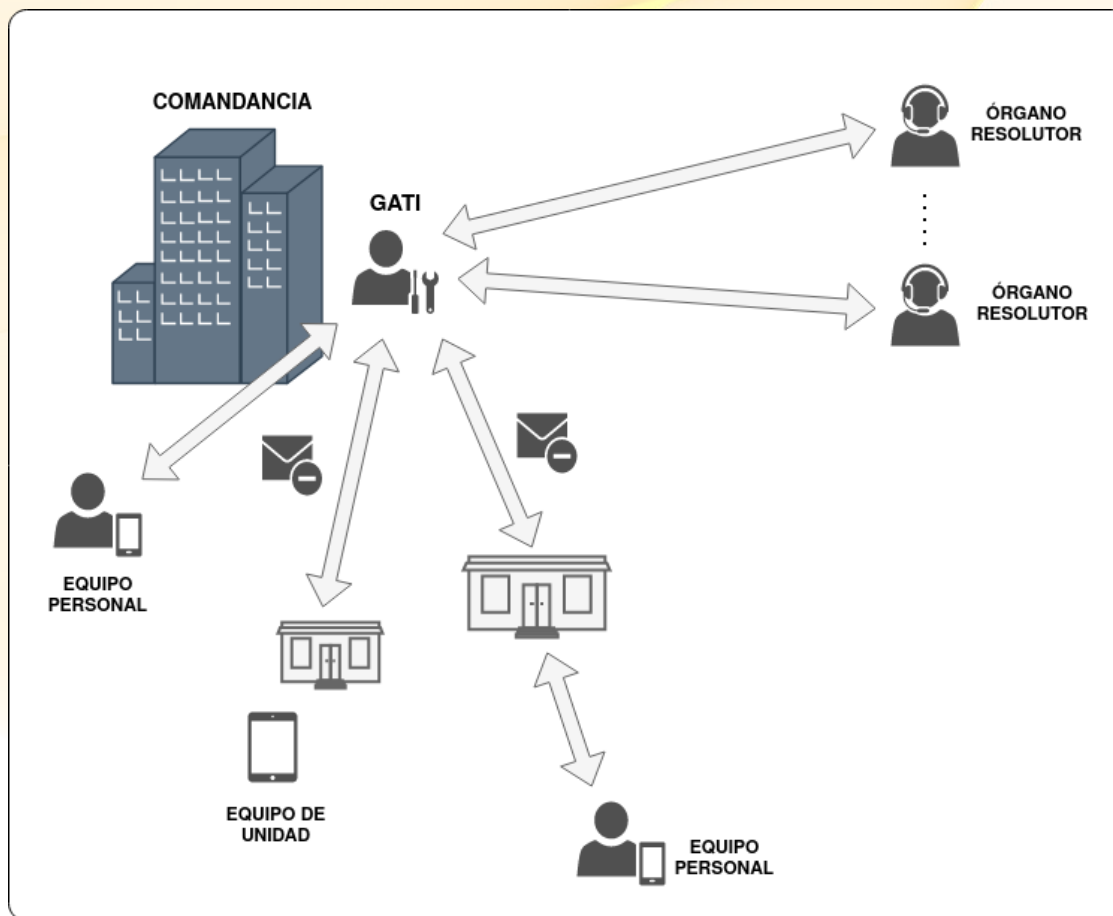 COMANDANCIA
GATI
ÓRGANO
RESOLUTOR
ÓRGANO
RESOLUTOR
EQUIPO
PERSONAL
EQUIPO DE
UNIDAD
EQUIPO
PERSONAL